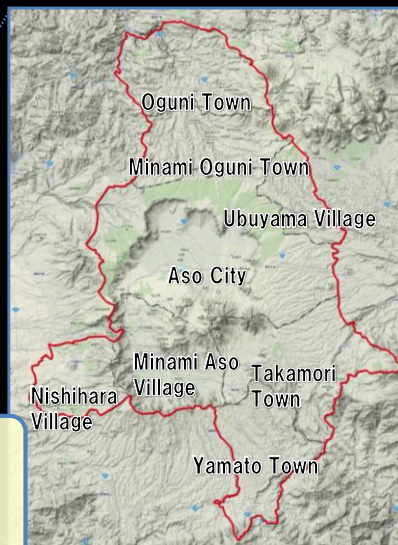 Oguni Town
Minami Oguni Town
Ubuyama Village
Aso City
Minami Aso
Village
Takamori
Town
Nishihara
Village
Yamato Town